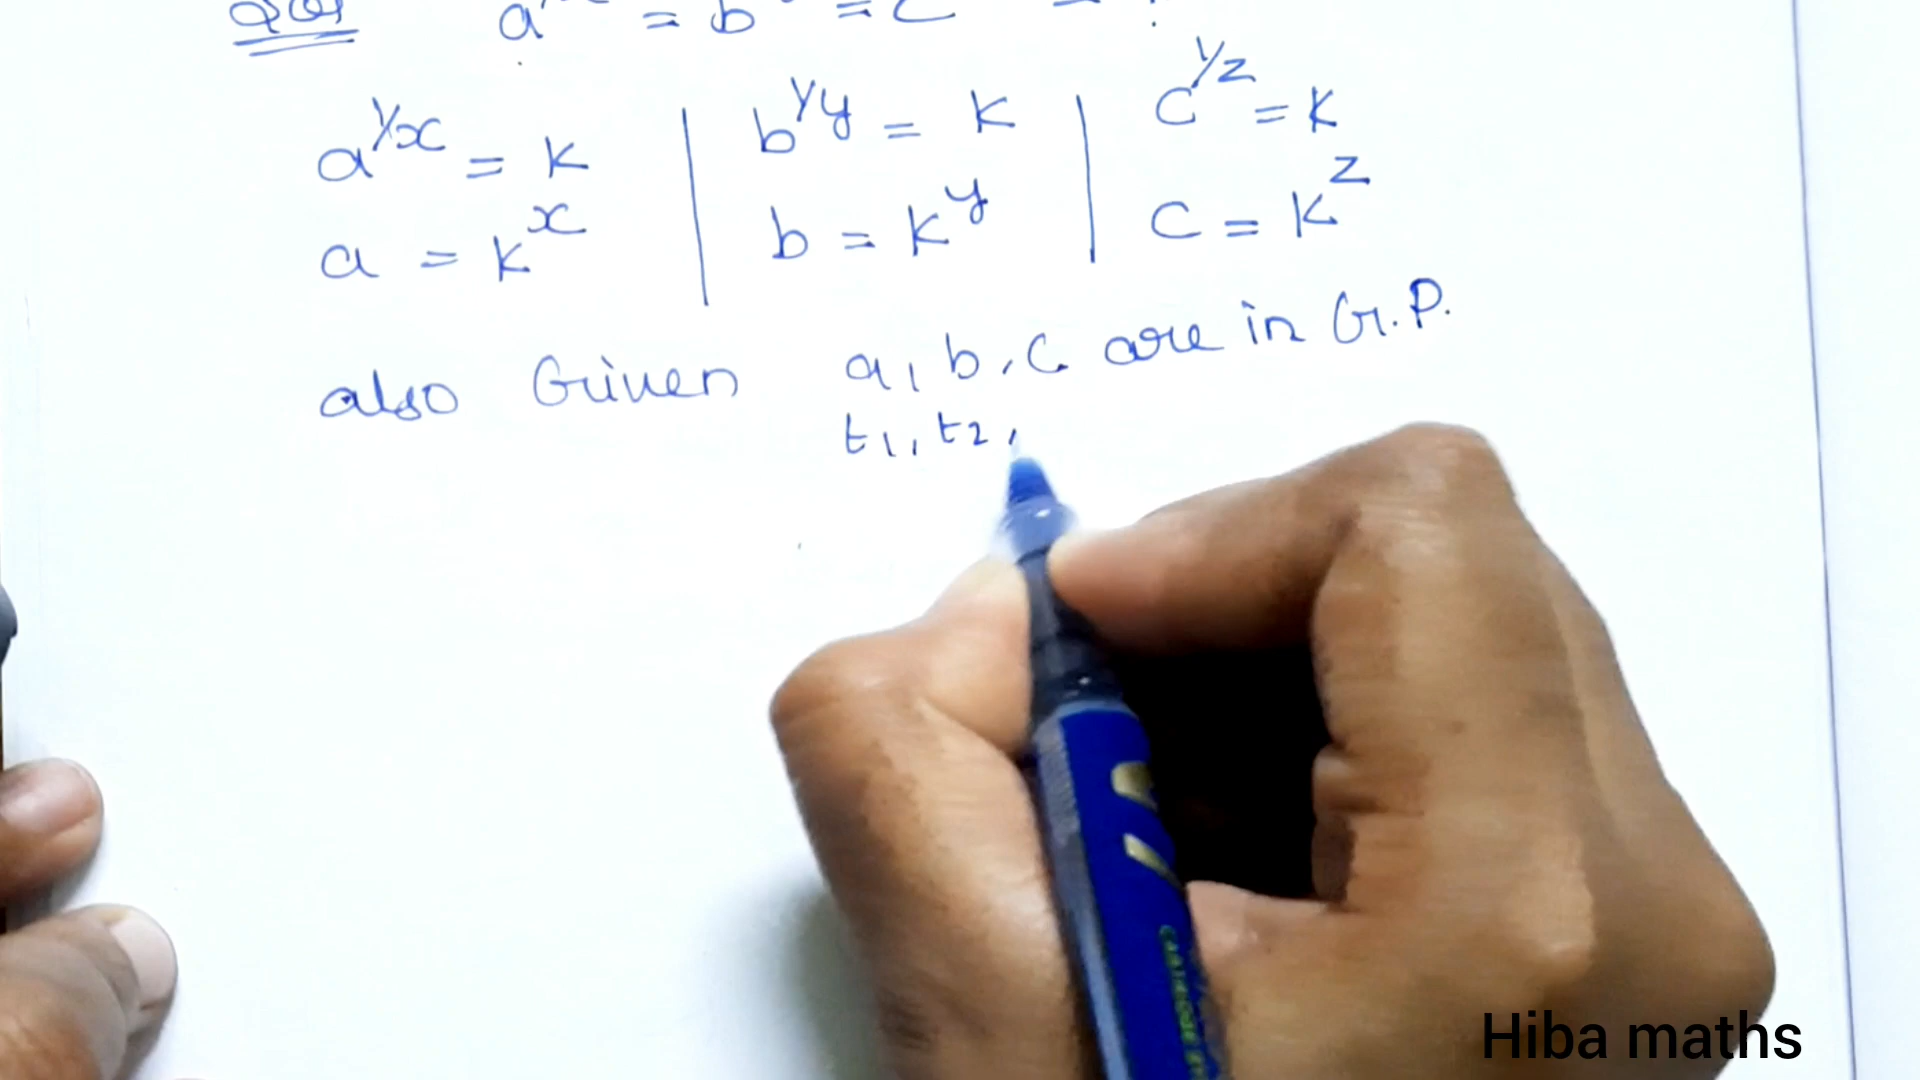 a = b = c =
a^1/x = k | b^1/y = k | c^1/z = k
a = k^x | b = k^y | c = k^z
also Given a, b, c are in G.P.
t1, t2,
Hiba maths